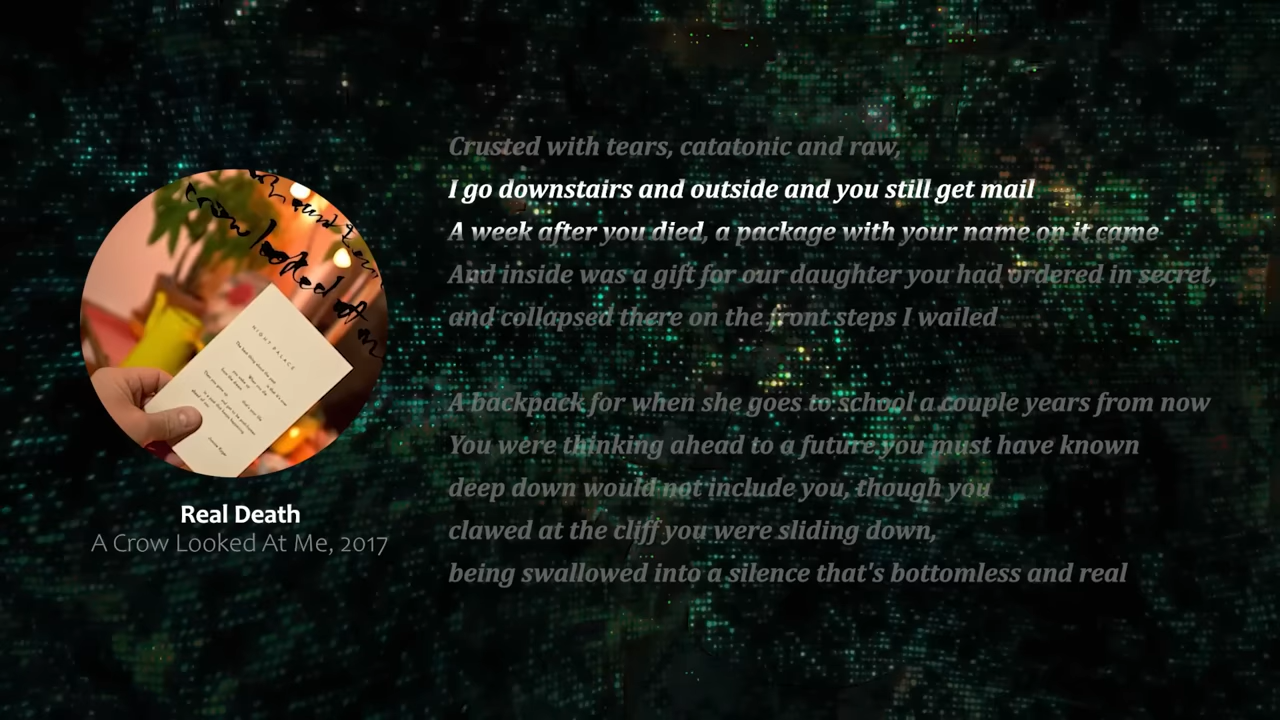 Crusted with tears, catatonic and raw,
I go downstairs and outside and you still get mail
A week after you died, a package with your name on it came
And inside was a gift for our daughter you had ordered in secret,
and collapsed there on the front steps I wailed
A backpack for when she goes to school a couple years from now
You were thinking ahead to a future you must have known
deep down would not include you, though you
clawed at the cliff you were sliding down,
being swallowed into a silence that's bottomless and real
crow looked at m
NIGHT PALACE
Real Death
A Crow Looked At Me, 2017